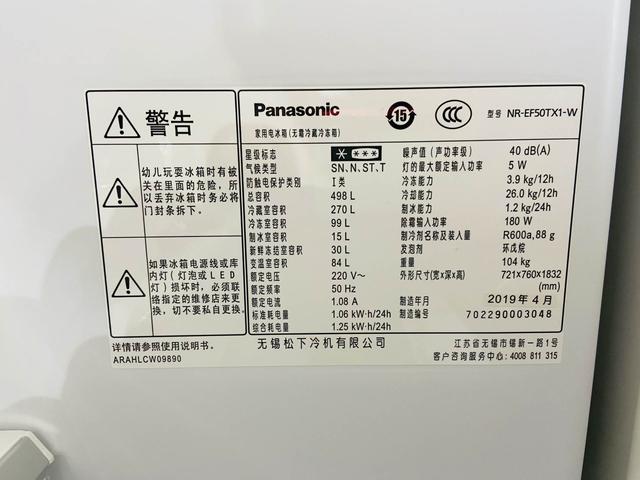 警告
幼儿玩耍冰箱时有被
关在里面的危险，所
以丢弃冰箱时务必将
门封条拆下。
如果冰箱电源线或库
内灯(灯泡或LED
灯)损坏时，必须联
络指定的维修店来更
换，切不要私自更换。
详情请参照说明书
ARAHLCW09890
Panasonic
15
CCC
型号 NR-EF50TX1-W
家用电冰箱(无霜冷藏冷冻箱)
星级标志 * ***
气候类型 SN、N、ST、T
防触电保护类别 I类
总容积 498 L
冷藏室容积 270 L
冷冻室容积 99 L
制冰室容积 15 L
新鲜冻结室容积 30 L
变温室容积 84 L
额定电压 220 V~
额定频率 50 Hz
额定电流 1.08 A
标准耗电量 1.06 kW·h/24h
综合耗电量 1.25 kW·h/24h
噪声值(声功率级) 40 dB(A)
灯的最大额定输入功率 5 W
冷冻能力 3.9 kg/12h
冷却能力 26.0 kg/12h
制冰能力 1.2 kg/24h
除霜输入功率 180 W
制冷剂名称及装入量 R600a,88 g
发泡剂 环戊烷
重量 104 kg
外形尺寸(宽×深×高) 721×760×1832
(mm)
制造年月 2019年4月
制造编号 702290003048
无锡松下冷机有限公司
江苏省无锡市锡新一路1号
客户咨询服务中心: 4008 811 315